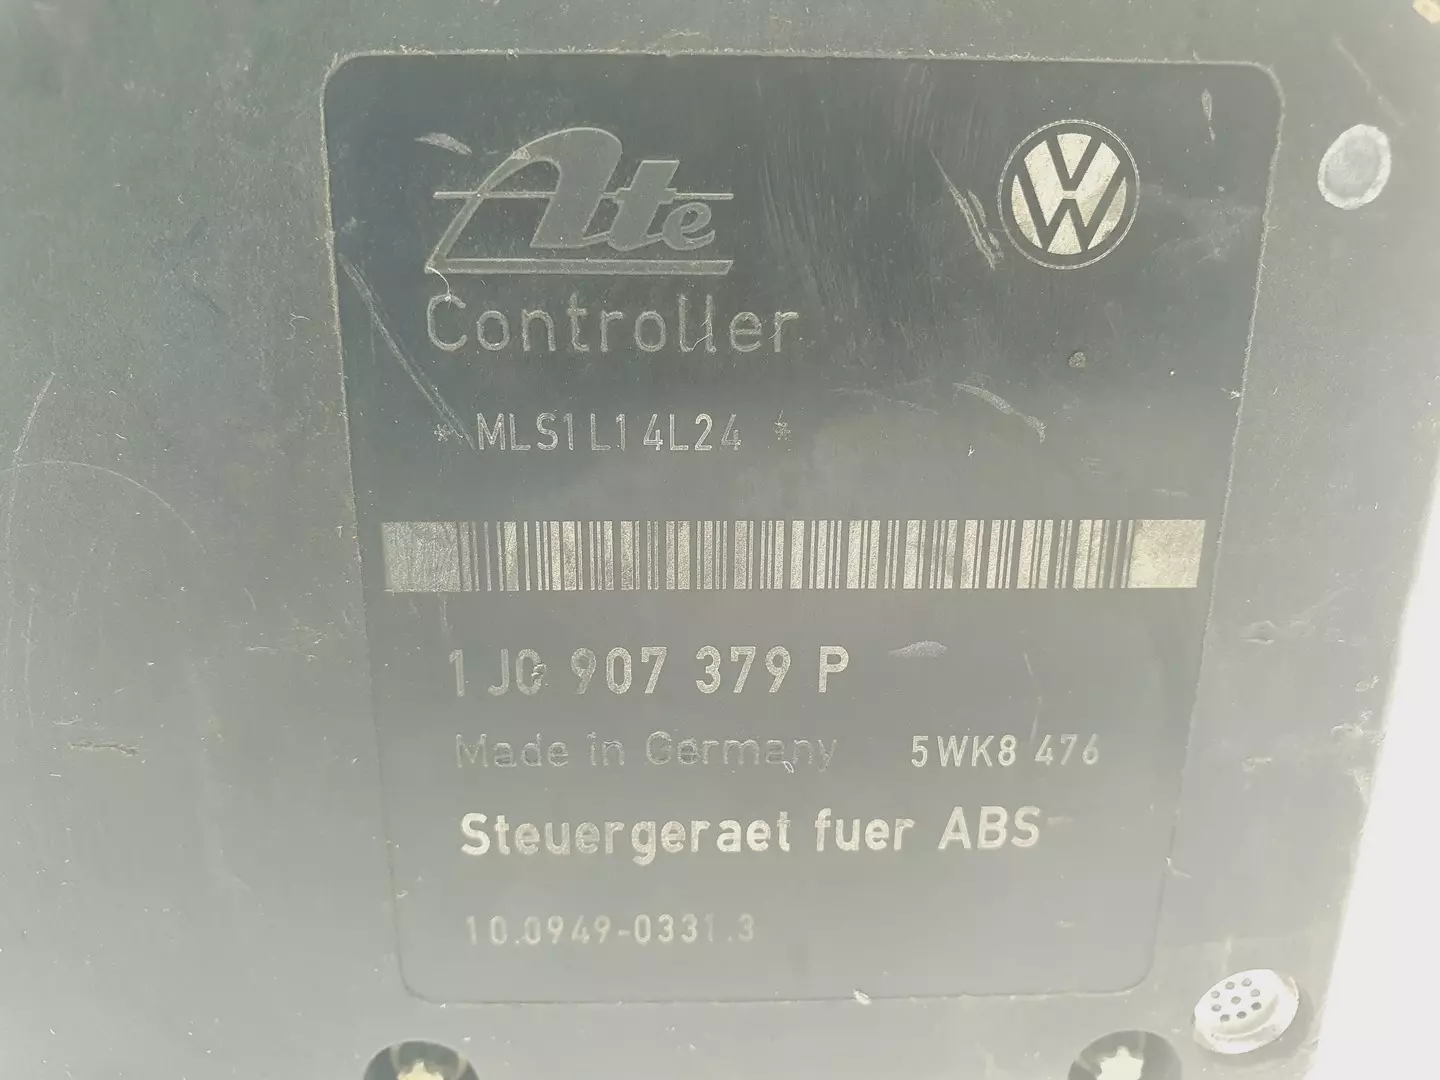 Ate
Controller
* MLS1L14L24 *
1J0 907 379 P
Made in Germany 5WK8 476
Steuergeraet fuer ABS
10.0949-0331.3